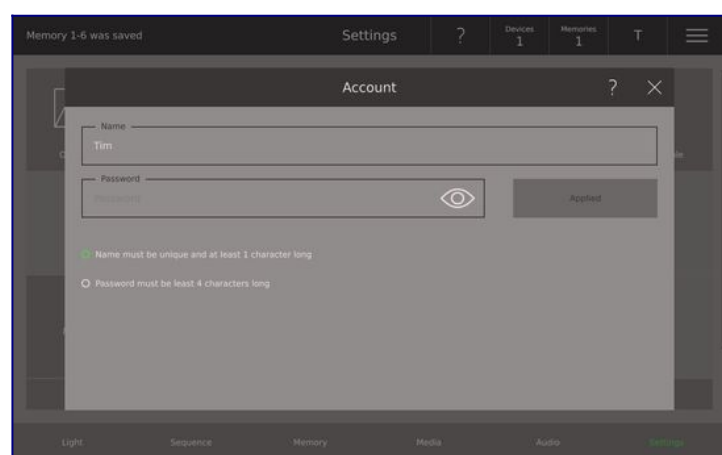 Memory 1-6 was saved
Settings
?
Devices
1
Memories
1
T
Account
?
Name
Tim
Password
Password
Applied
Name must be unique and at least 1 character long
Password must be least 4 characters long
Light
Sequence
Memory
Media
Audio
Settings